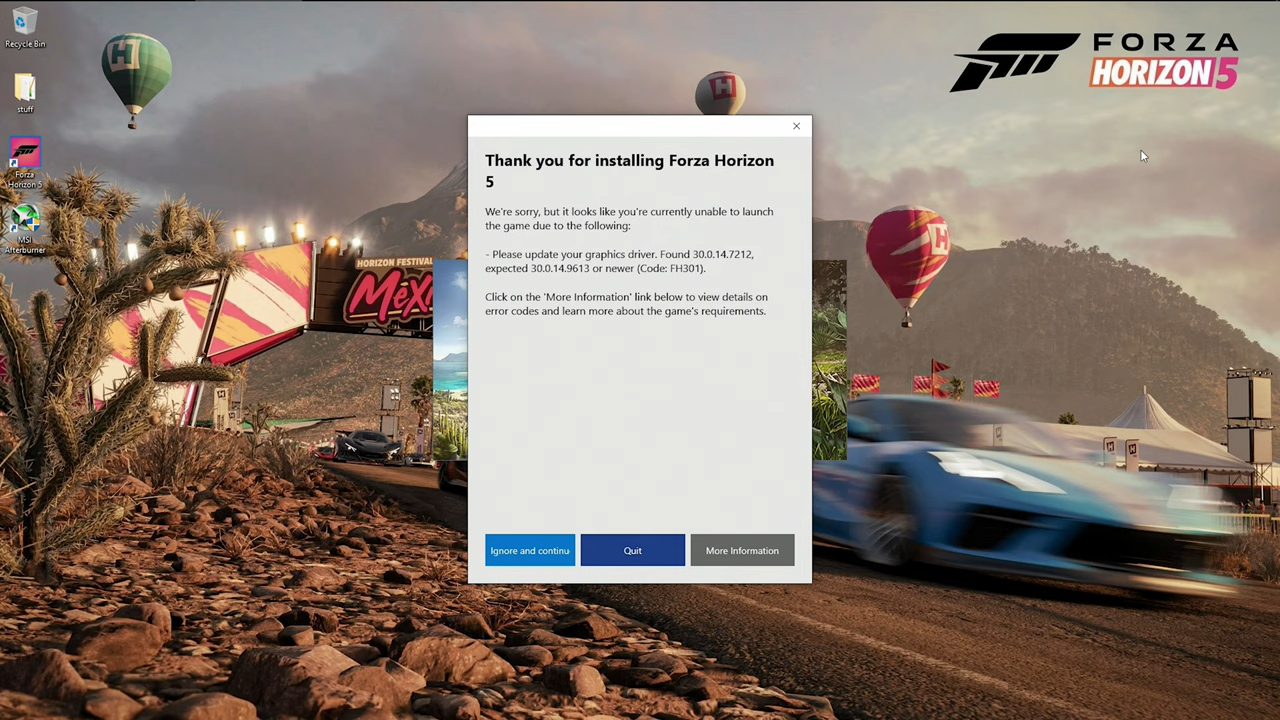 Recycle Bin
stuff
Forza
Horizon 5
MSI
Afterburner
FORZA
HORIZON 5
H
H
H
HORIZON FESTIVAL
Thank you for installing Forza Horizon
5
We're sorry, but it looks like you're currently unable to launch
the game due to the following:
- Please update your graphics driver. Found 30.0.14.7212,
expected 30.0.14.9613 or newer (Code: FH301).
Click on the 'More Information' link below to view details on
error codes and learn more about the game's requirements.
Ignore and continu
Quit
More Information